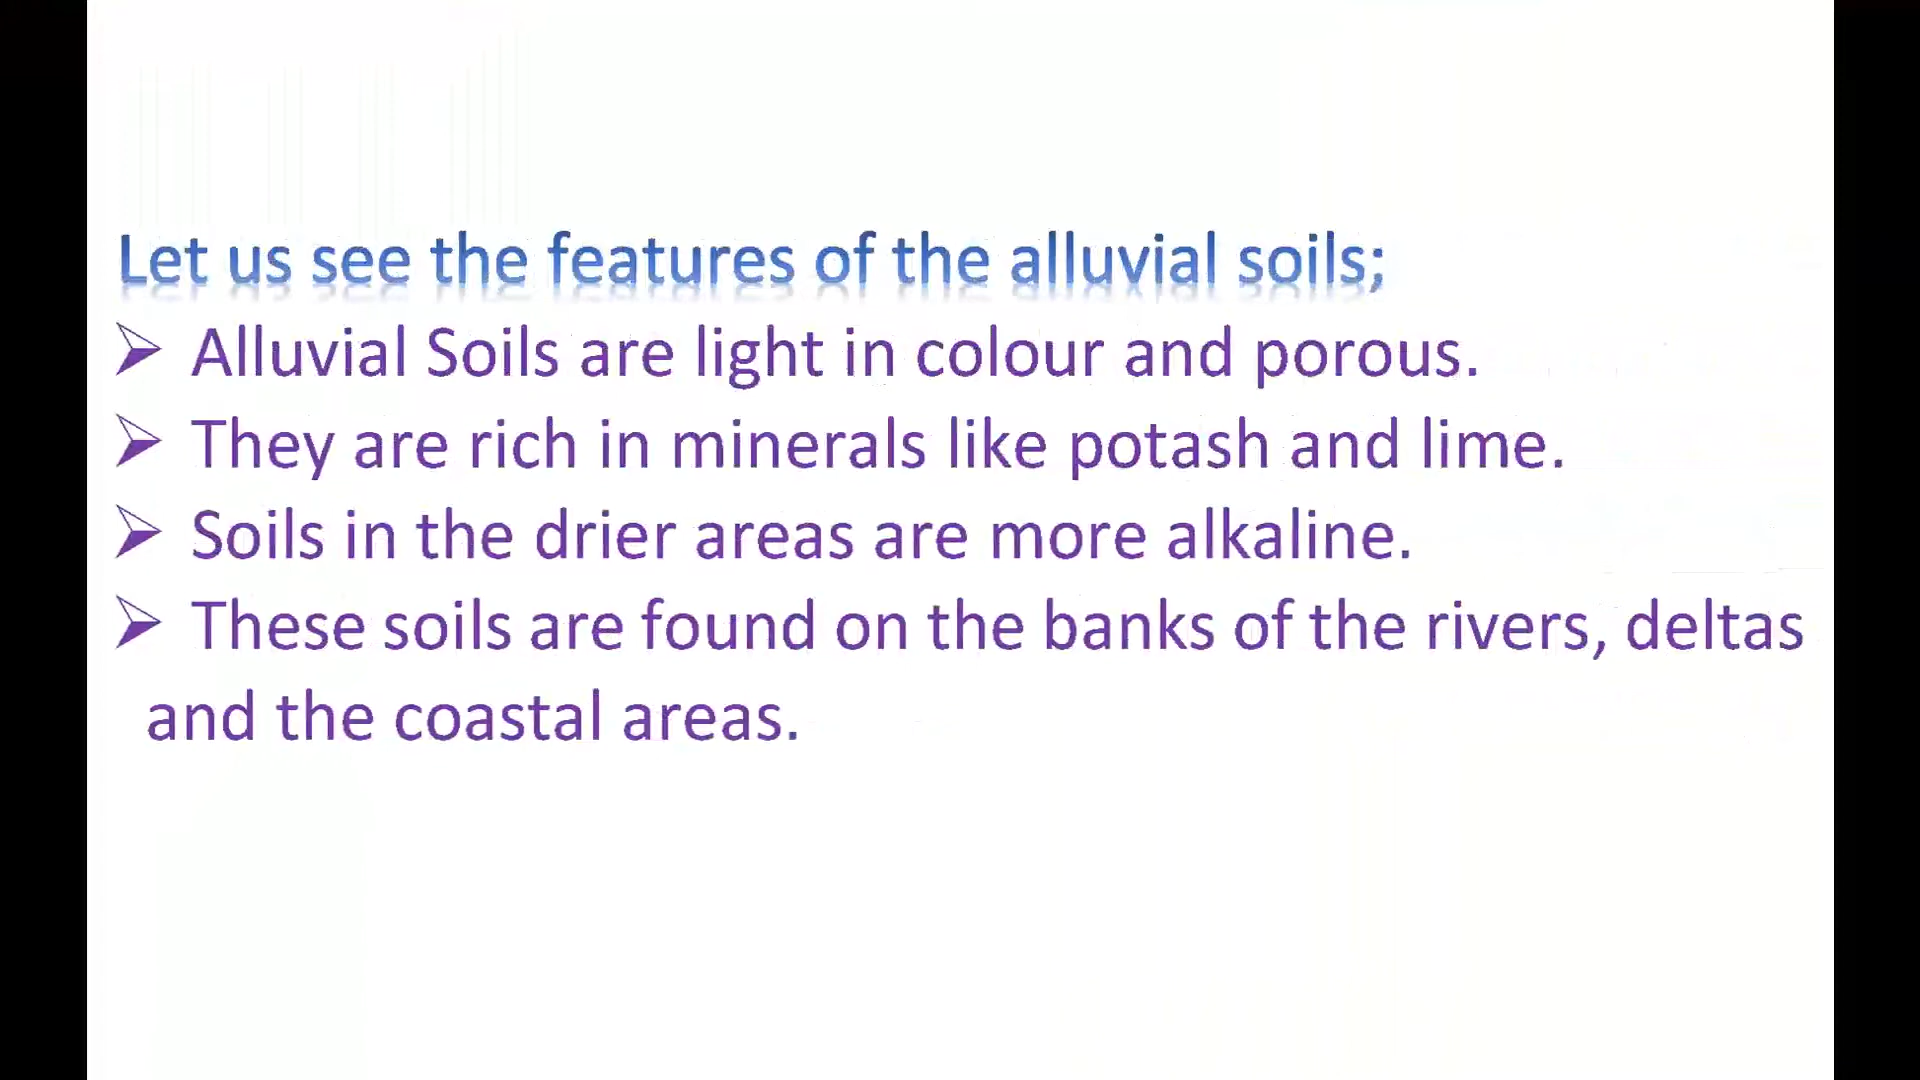 Let us see the features of the alluvial soils;
➢ Alluvial Soils are light in colour and porous.
➢ They are rich in minerals like potash and lime.
➢ Soils in the drier areas are more alkaline.
➢ These soils are found on the banks of the rivers, deltas
and the coastal areas.